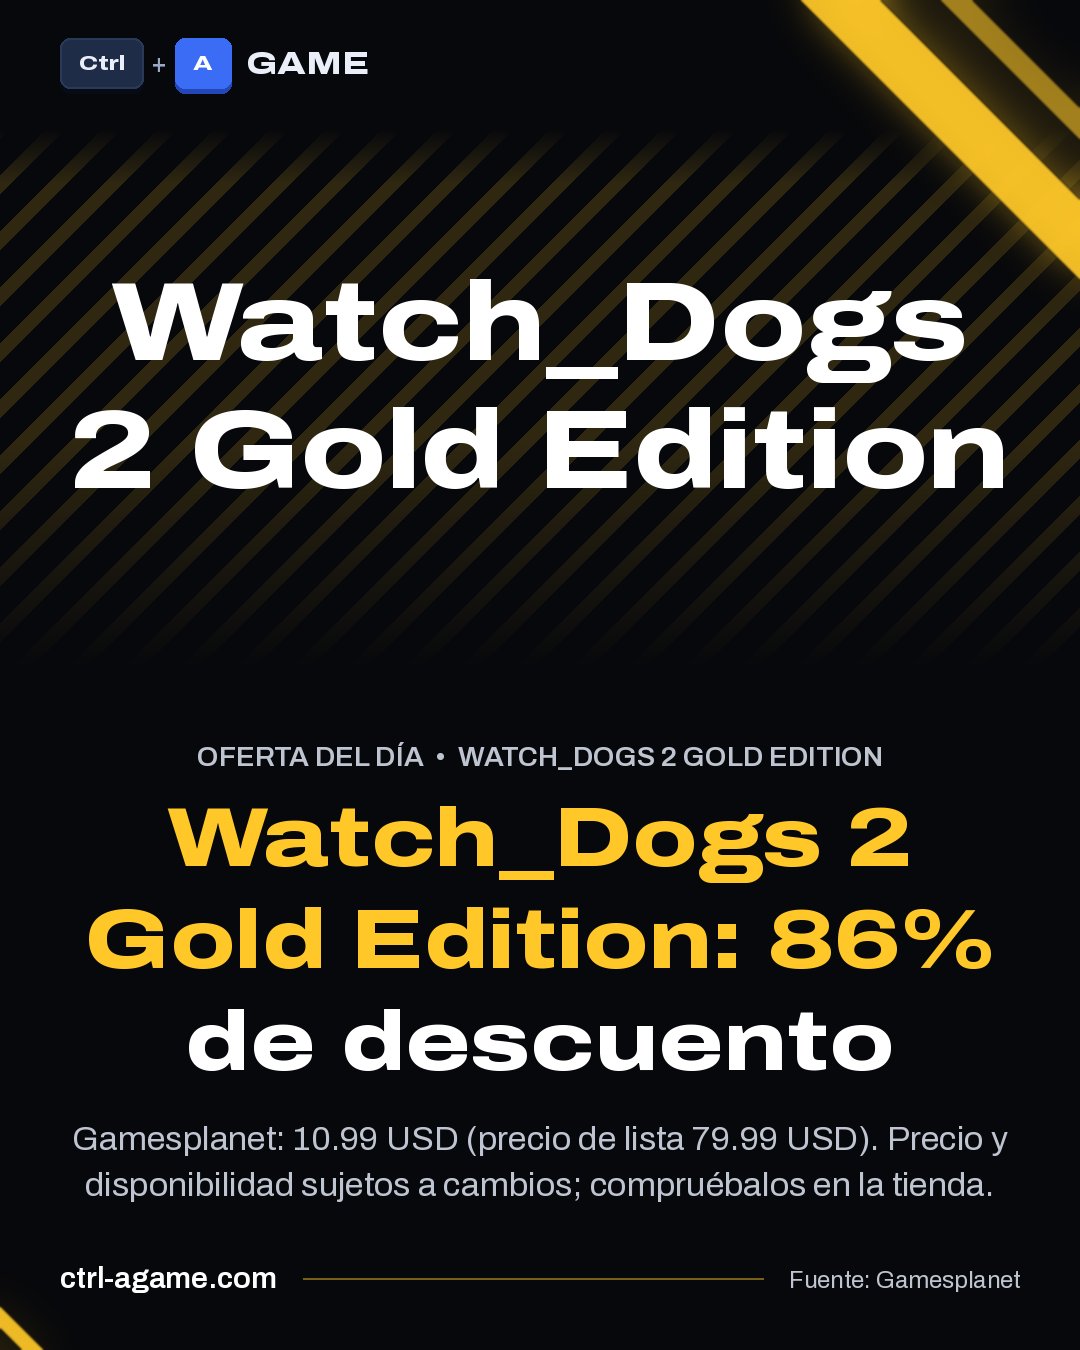 Ctrl + A GAME
Watch_Dogs
2 Gold Edition
OFERTA DEL DÍA • WATCH_DOGS 2 GOLD EDITION
Watch_Dogs 2
Gold Edition: 86%
de descuento
Gamesplanet: 10.99 USD (precio de lista 79.99 USD). Precio y
disponibilidad sujetos a cambios; compruébalos en la tienda.
ctrl-agame.com
Fuente: Gamesplanet